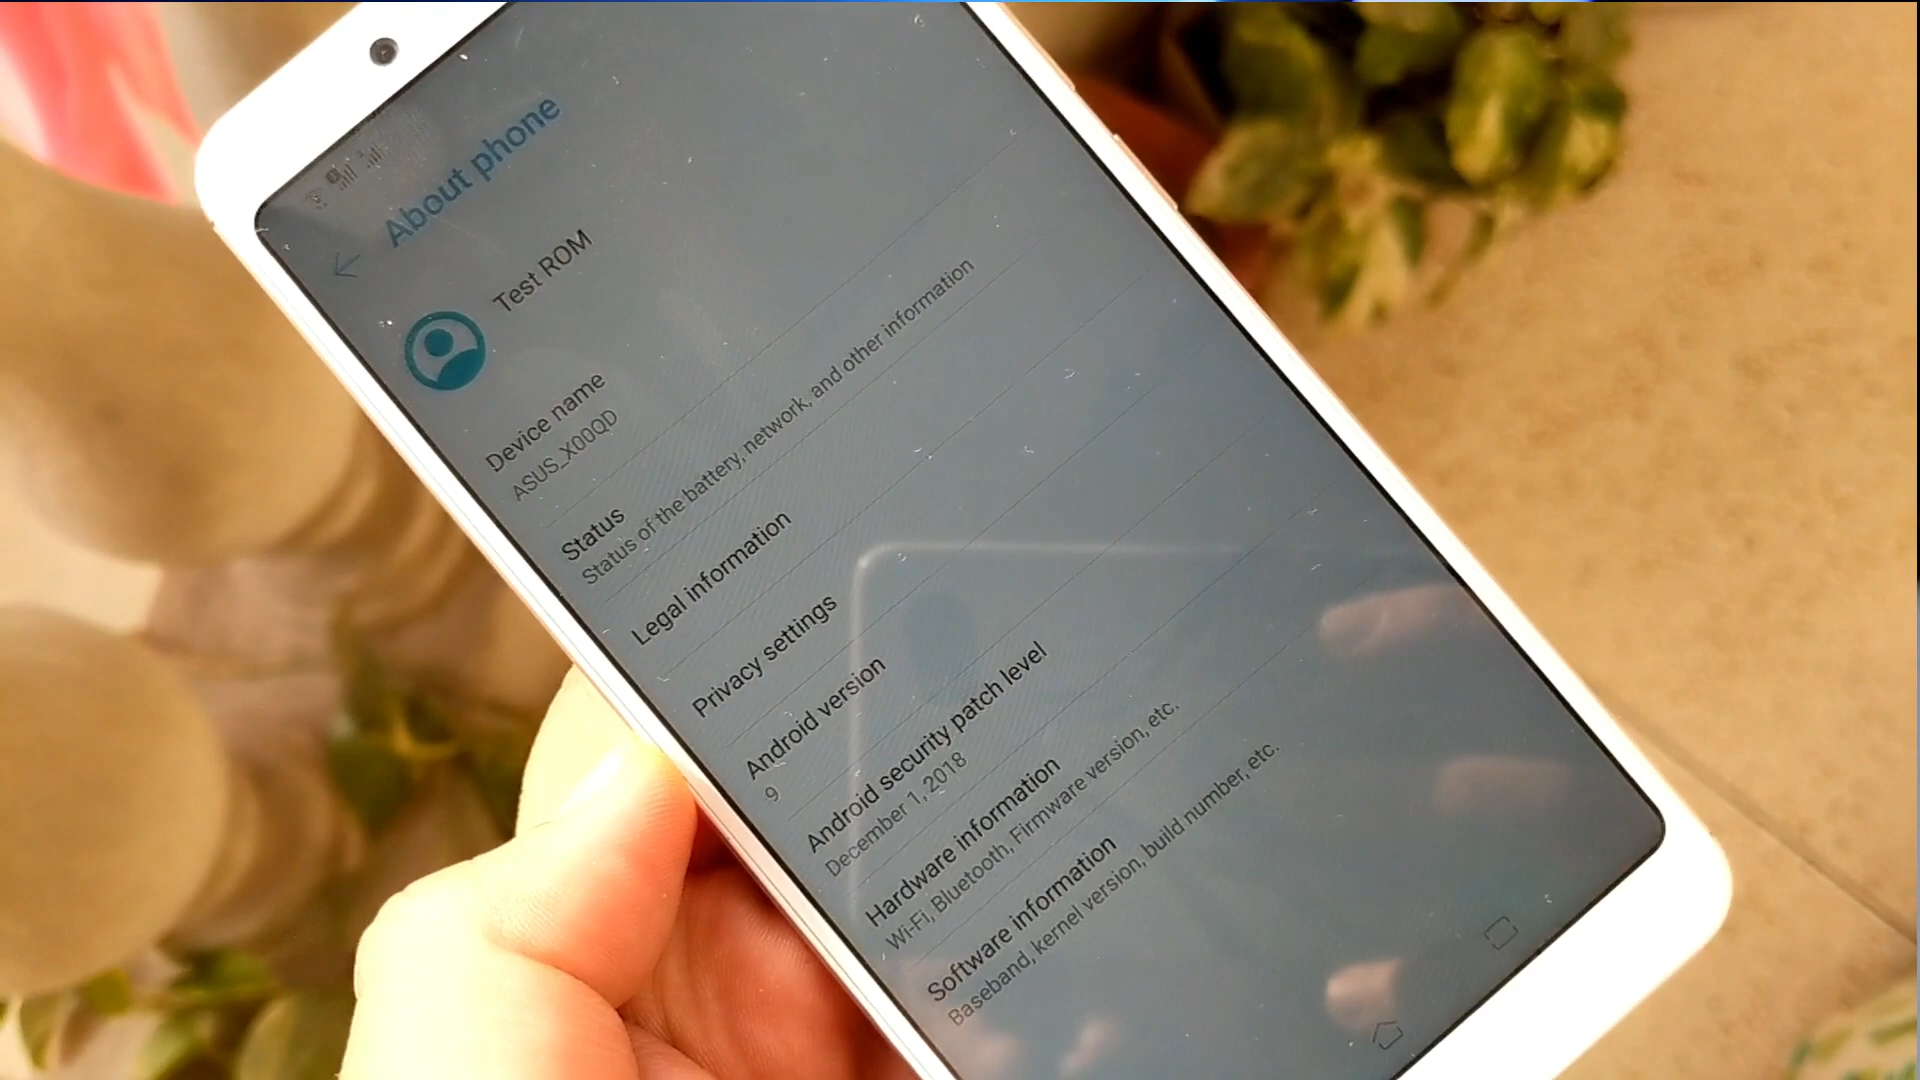 About phone
Test ROM
Device name
ASUS_X00QD
Status
Status of the battery, network, and other information
Legal information
Privacy settings
Android version
9
Android security patch level
December 1, 2018
Hardware information
Wi-Fi, Bluetooth, Firmware version, etc.
Software information
Baseband, kernel version, build number, etc.